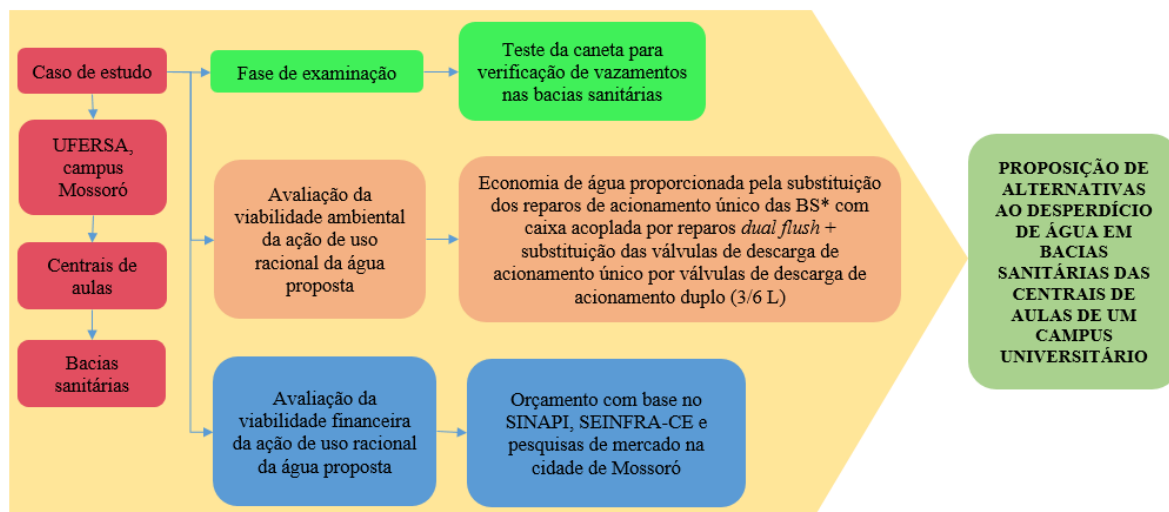 Caso de estudo
UFERSA,
campus
Mossoró
Centrais de
aulas
Bacias
sanitárias
Fase de examinação
Teste da caneta para
verificação de vazamentos
nas bacias sanitárias
Avaliação da
viabilidade ambiental
da ação de uso
racional da água
proposta
Economia de água proporcionada pela substituição
dos reparos de acionamento único das BS* com
caixa acoplada por reparos dual flush +
substituição das válvulas de descarga de
acionamento único por válvulas de descarga de
acionamento duplo (3/6 L)
Avaliação da
viabilidade financeira
da ação de uso racional
da água proposta
Orçamento com base no
SINAPI, SEINFRA-CE e
pesquisas de mercado na
cidade de Mossoró
PROPOSIÇÃO DE
ALTERNATIVAS
AO DESPERDÍCIO
DE ÁGUA EM
BACIAS
SANITÁRIAS DAS
CENTRAIS DE
AULAS DE UM
CAMPUS
UNIVERSITÁRIO